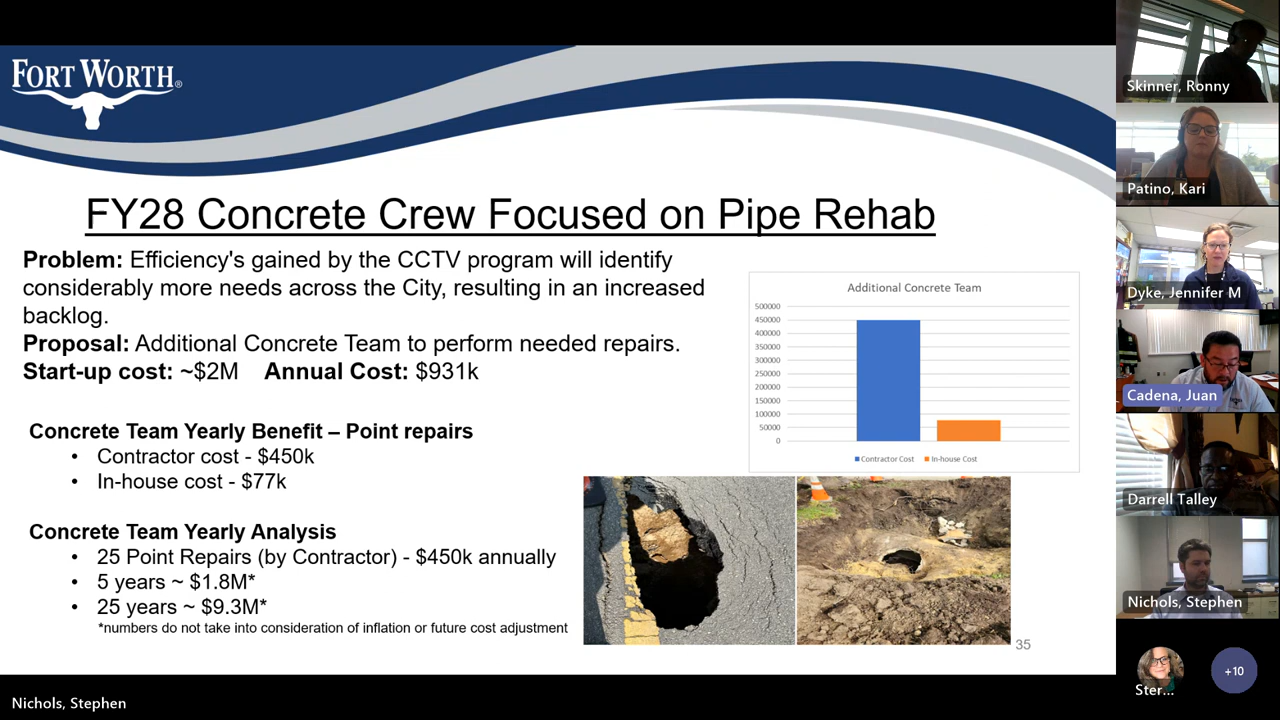 FORT WORTH®
FY28 Concrete Crew Focused on Pipe Rehab
Problem: Efficiency's gained by the CCTV program will identify
considerably more needs across the City, resulting in an increased
backlog.
Proposal: Additional Concrete Team to perform needed repairs.
Start-up cost: ~$2M Annual Cost: $931k
Concrete Team Yearly Benefit – Point repairs
• Contractor cost - $450k
• In-house cost - $77k
Concrete Team Yearly Analysis
• 25 Point Repairs (by Contractor) - $450k annually
• 5 years ~ $1.8M*
• 25 years ~ $9.3M*
*numbers do not take into consideration of inflation or future cost adjustment
Additional Concrete Team
500000
450000
400000
350000
300000
250000
200000
150000
100000
50000
0
Contractor Cost In-house Cost
35
Skinner, Ronny
Patino, Kari
Dyke, Jennifer M
Cadena, Juan
Darrell Talley
Nichols, Stephen
Ster...
+10
Nichols, Stephen